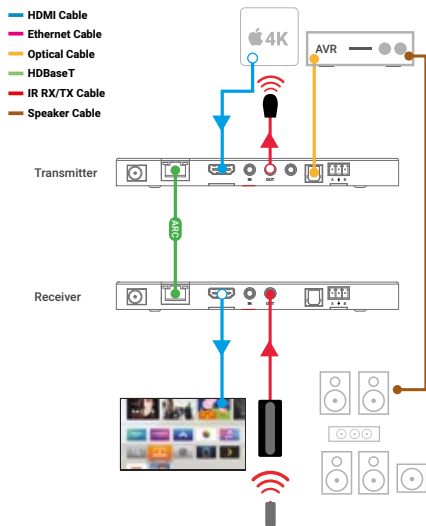 HDMI Cable
Ethernet Cable
Optical Cable
HDBaseT
IR RX/TX Cable
Speaker Cable
4K
AVR
Transmitter
IN OUT
A B
ARC
Receiver
IN OUT
A B